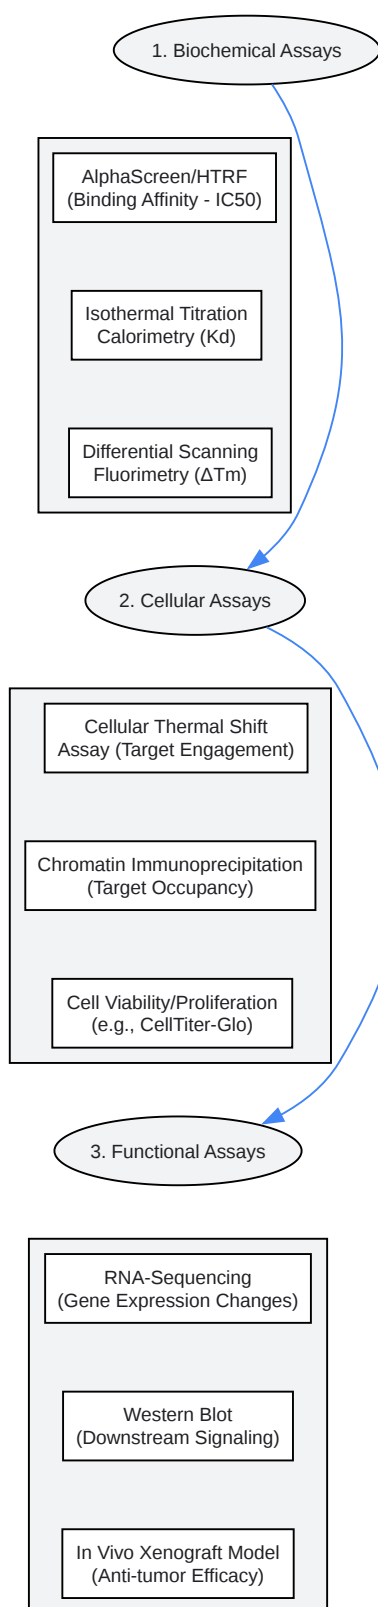 1. Biochemical Assays
AlphaScreen/HTRF
(Binding Affinity - IC50)
Isothermal Titration
Calorimetry (Kd)
Differential Scanning
Fluorimetry (ΔTm)
2. Cellular Assays
Cellular Thermal Shift
Assay (Target Engagement)
Chromatin Immunoprecipitation
(Target Occupancy)
Cell Viability/Proliferation
(e.g., CellTiter-Glo)
3. Functional Assays
RNA-Sequencing
(Gene Expression Changes)
Western Blot
(Downstream Signaling)
In Vivo Xenograft Model
(Anti-tumor Efficacy)